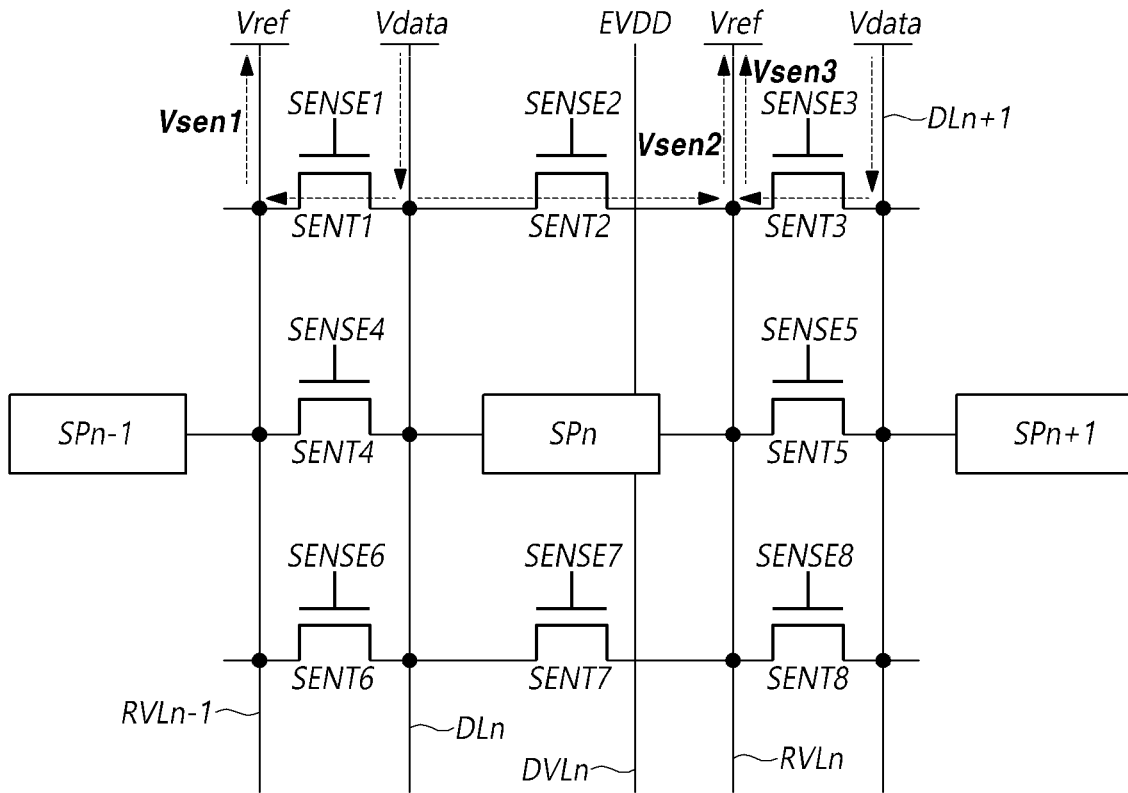 Vref Vdata EVDD Vref Vdata
Vsen3
SENSE1 SENSE2 SENSE3
Vsen1 DLn+1
Vsen2
SENT1 SENT2 SENT3
SENSE4 SENSE5
SPn-1 SPn SPn+1
SENT4 SENT5
SENSE6 SENSE7 SENSE8
SENT6 SENT7 SENT8
RVLn-1
DLn
DVLn RVLn